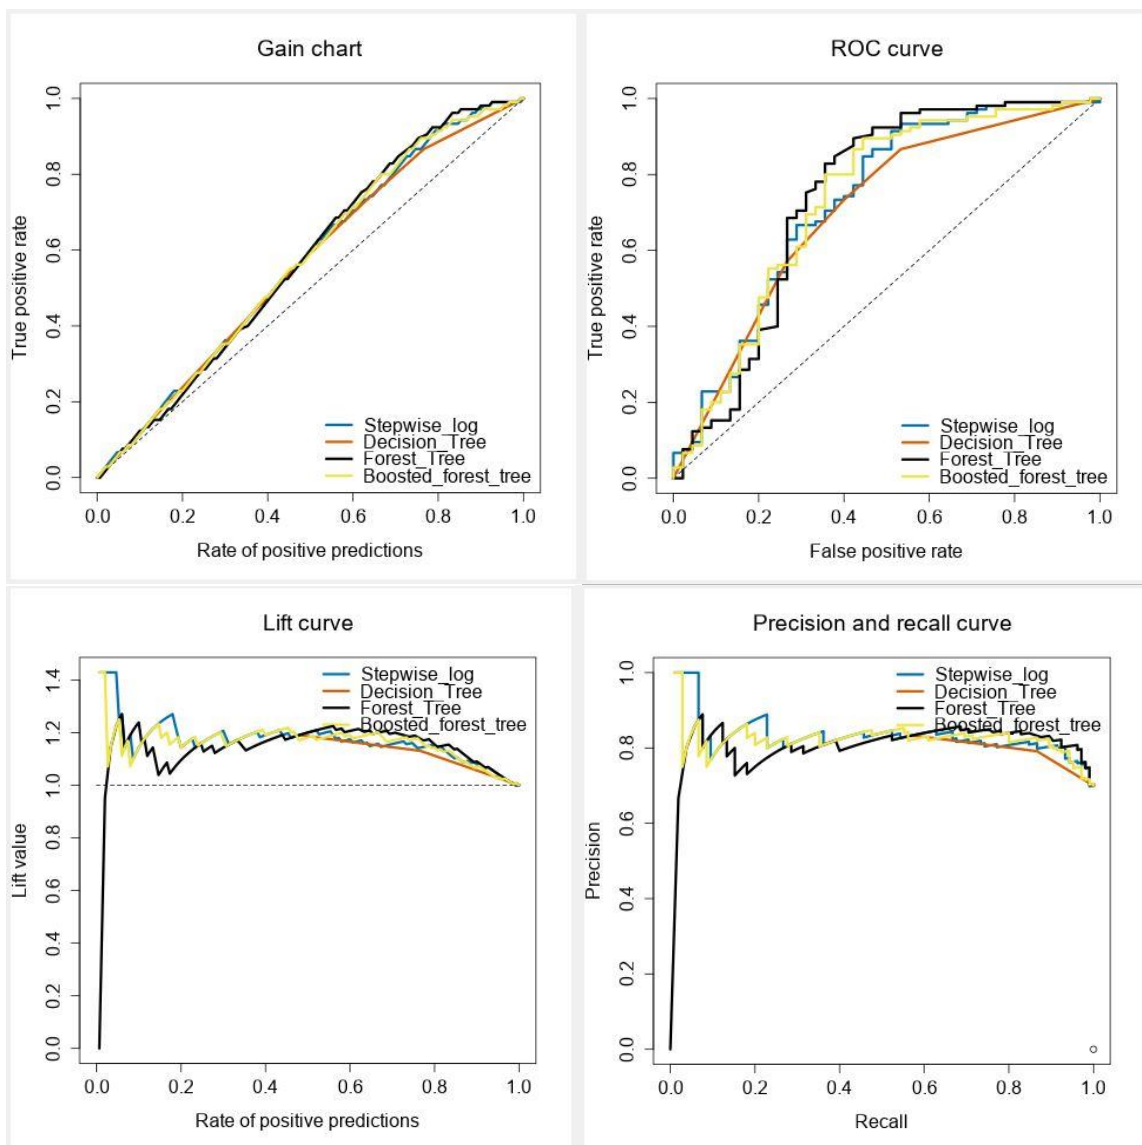 Gain chart
True positive rate
1.0
0.8
0.6
0.4
0.2
0.0
Stepwise_log
Decision_Tree
Forest_Tree
Boosted_forest_tree
0.0 0.2 0.4 0.6 0.8 1.0
Rate of positive predictions
ROC curve
True positive rate
1.0
0.8
0.6
0.4
0.2
0.0
Stepwise_log
Decision_Tree
Forest_Tree
Boosted_forest_tree
0.0 0.2 0.4 0.6 0.8 1.0
False positive rate
Lift curve
Lift value
1.4
1.2
1.0
0.8
0.6
0.4
0.2
0.0
Stepwise_log
Decision_Tree
Forest_Tree
Boosted_forest_tree
0.0 0.2 0.4 0.6 0.8 1.0
Rate of positive predictions
Precision and recall curve
Precision
1.0
0.8
0.6
0.4
0.2
0.0
Stepwise_log
Decision_Tree
Forest_Tree
Boosted_forest_tree
0.0 0.2 0.4 0.6 0.8 1.0
Recall